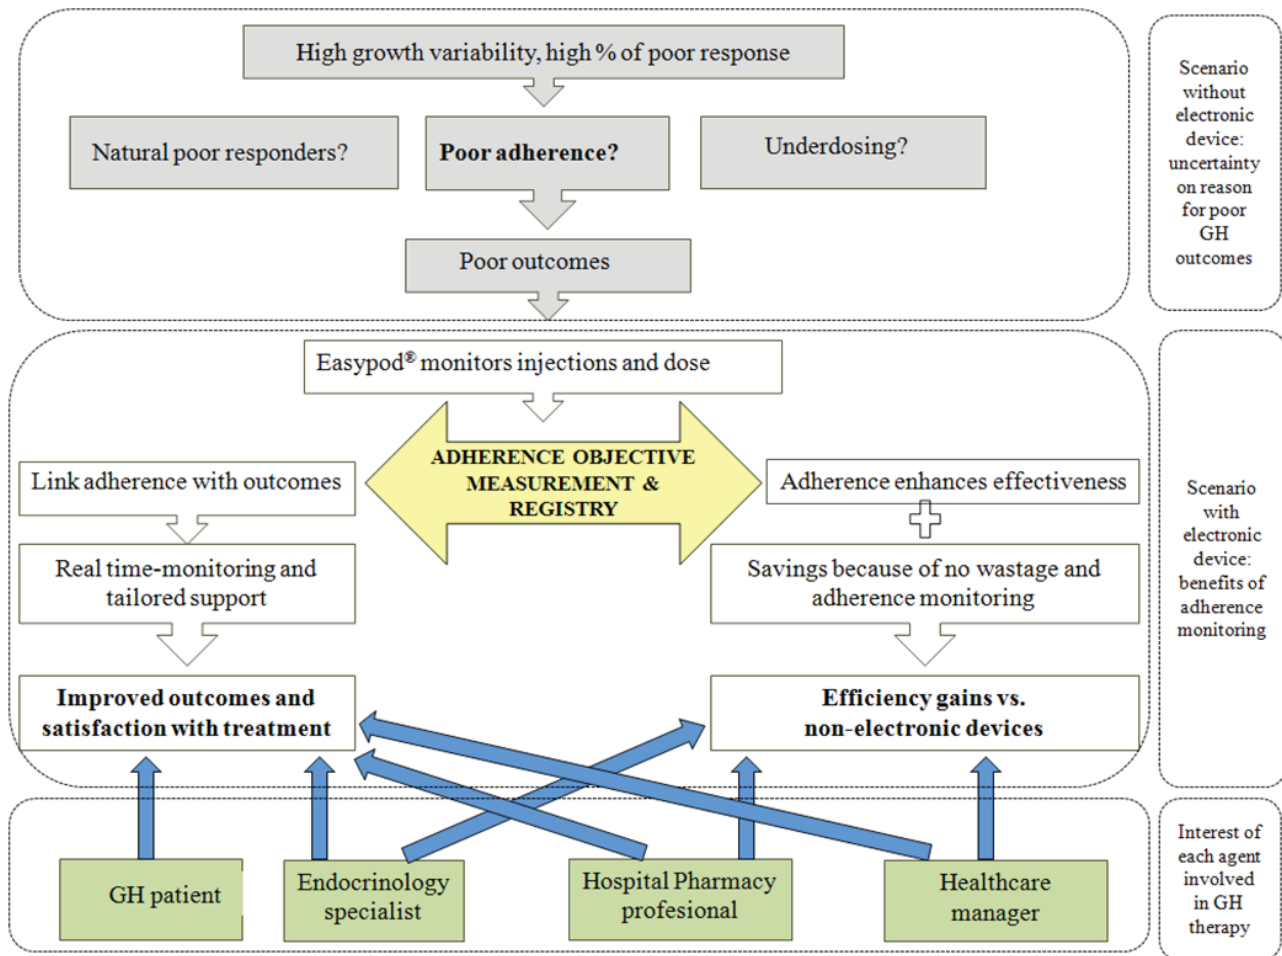 High growth variability, high % of poor response
Natural poor responders?
Poor adherence?
Underdosing?
Poor outcomes
Scenario
without
electronic
device:
uncertainty
on reason
for poor
GH
outcomes
Easypod® monitors injections and dose
ADHERENCE OBJECTIVE
MEASUREMENT &
REGISTRY
Link adherence with outcomes
Adherence enhances effectiveness
Real time-monitoring and
tailored support
Savings because of no wastage and
adherence monitoring
Improved outcomes and
satisfaction with treatment
Efficiency gains vs.
non-electronic devices
Scenario
with
electronic
device:
benefits of
adherence
monitoring
GH patient
Endocrinology
specialist
Hospital Pharmacy
profesional
Healthcare
manager
Interest of
each agent
involved
in GH
therapy